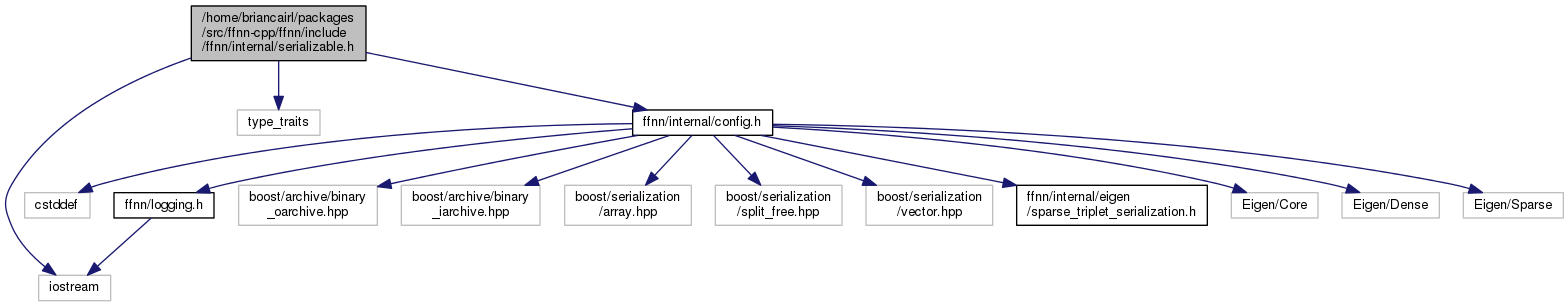 /home/briancairl/packages
/src/ffnn-cpp/ffnn/include
/ffnn/internal/serializable.h
type_traits
ffnn/internal/config.h
cstddef
ffnn/logging.h
boost/archive/binary
_oarchive.hpp
boost/archive/binary
_iarchive.hpp
boost/serialization
/array.hpp
boost/serialization
/split_free.hpp
boost/serialization
/vector.hpp
ffnn/internal/eigen
/sparse_triplet_serialization.h
Eigen/Core
Eigen/Dense
Eigen/Sparse
iostream